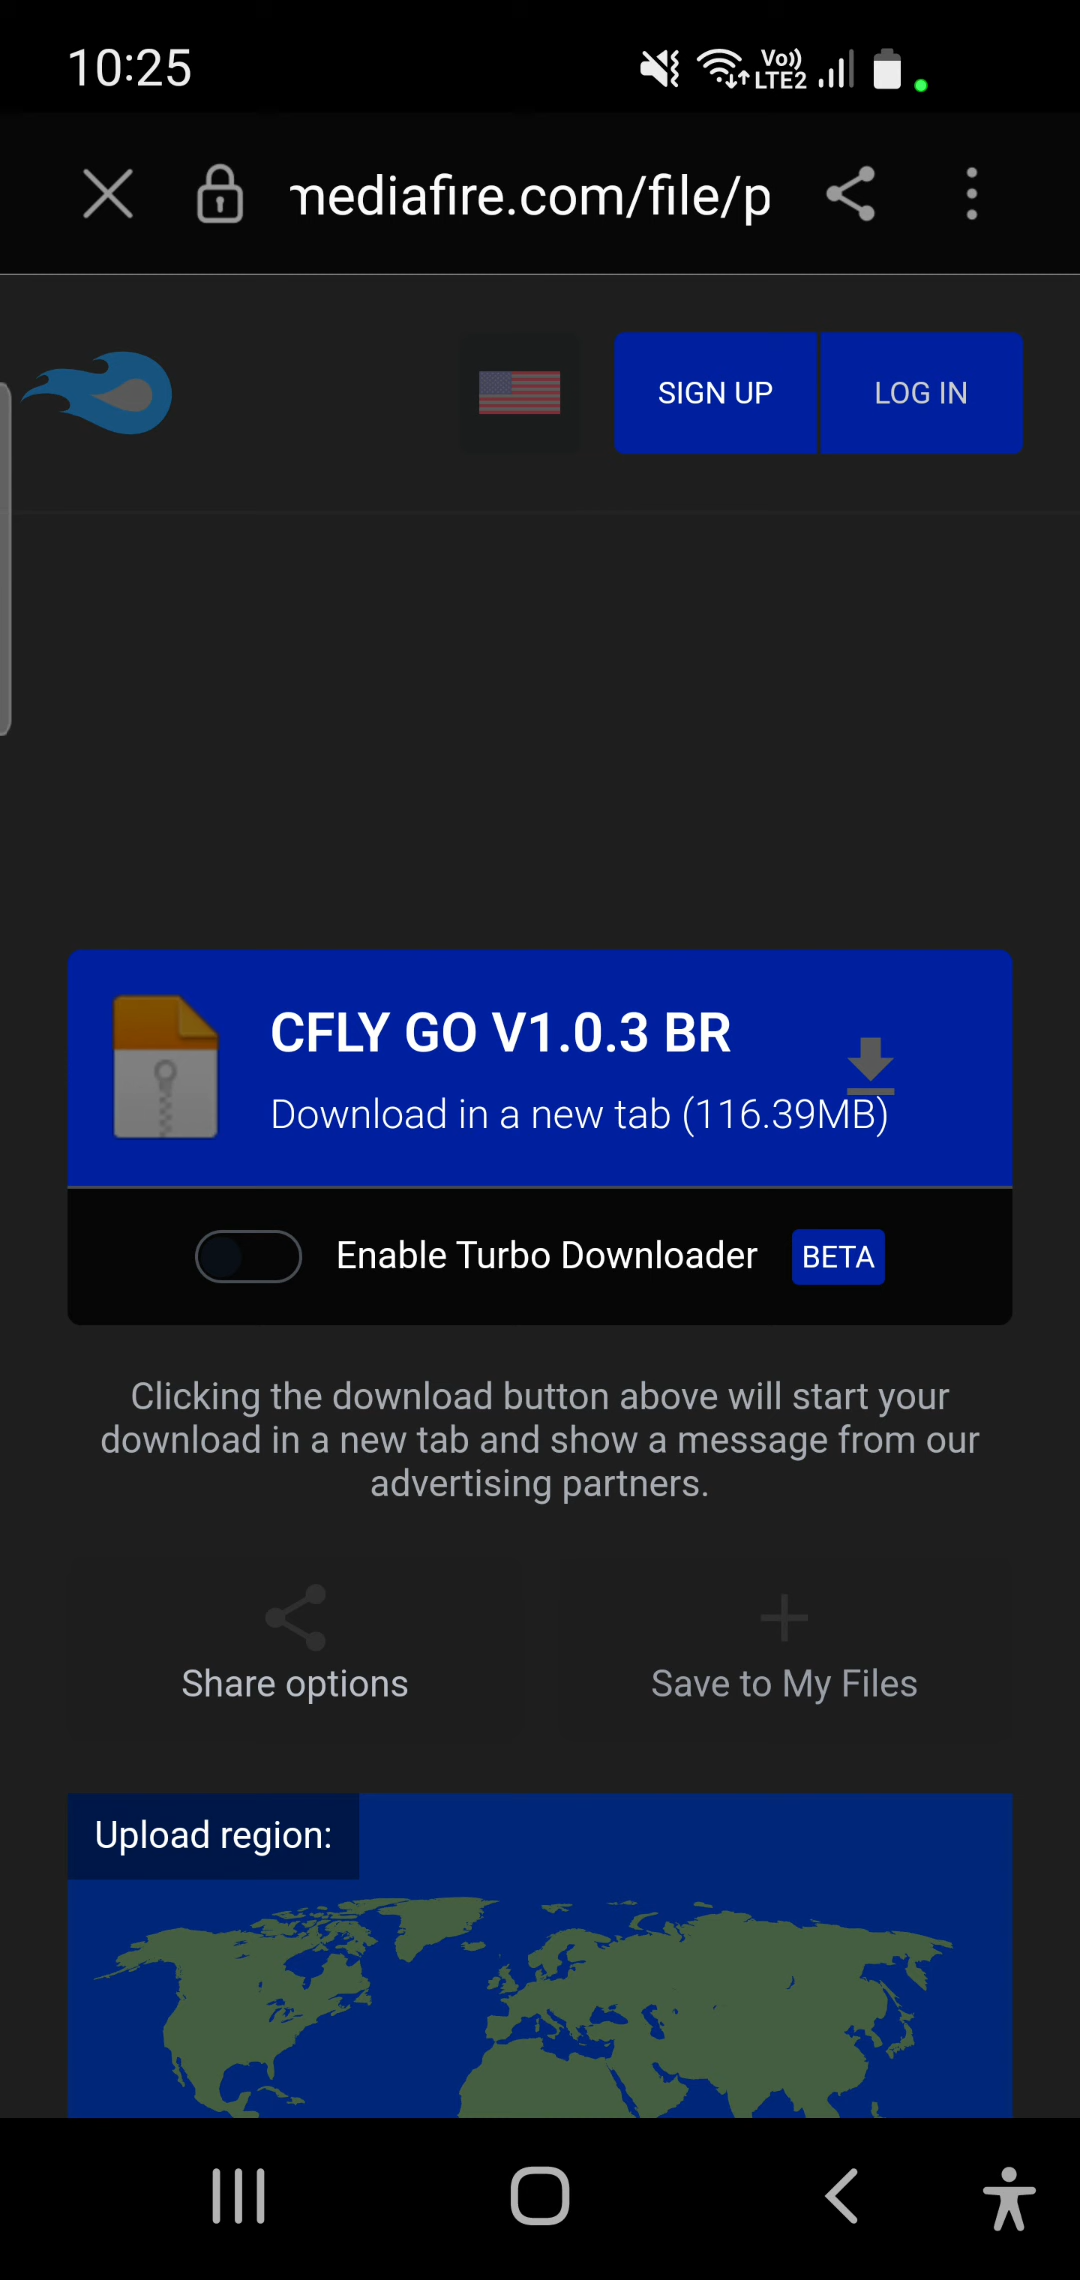 10:25
Vo))
LTE2
mediafire.com/file/p
SIGN UP
LOG IN
CFLY GO V1.0.3 BR
Download in a new tab (116.39MB)
Enable Turbo Downloader
BETA
Clicking the download button above will start your
download in a new tab and show a message from our
advertising partners.
Share options
Save to My Files
Upload region: